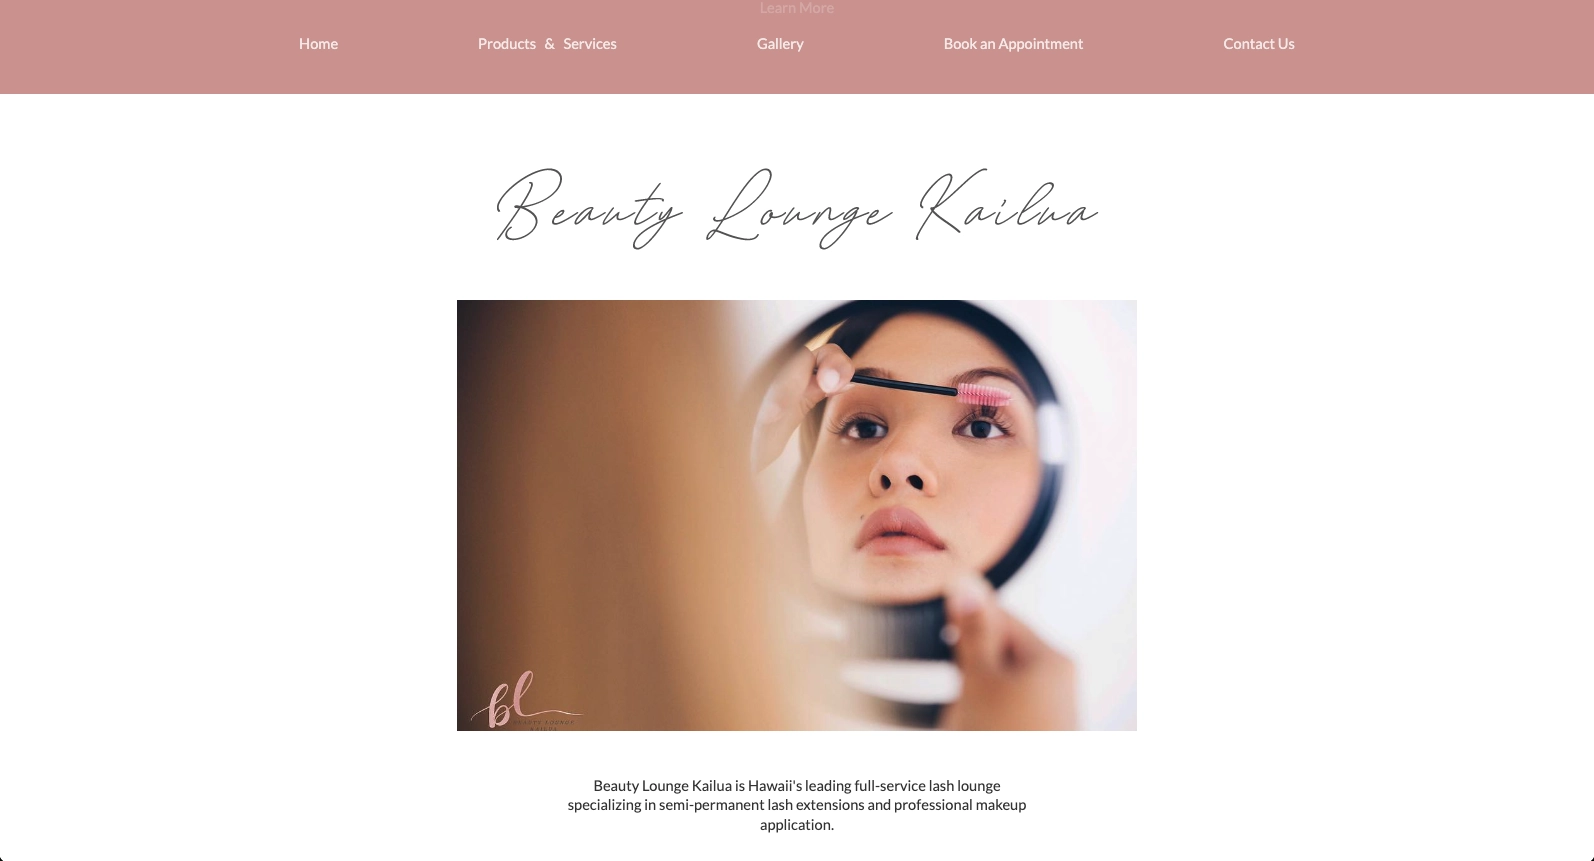 Learn More
Home Products & Services Gallery Book an Appointment Contact Us
Beauty Lounge Kailua
bl
BEAUTY LOUNGE
KAILUA
Beauty Lounge Kailua is Hawaii's leading full-service lash lounge
specializing in semi-permanent lash extensions and professional makeup
application.